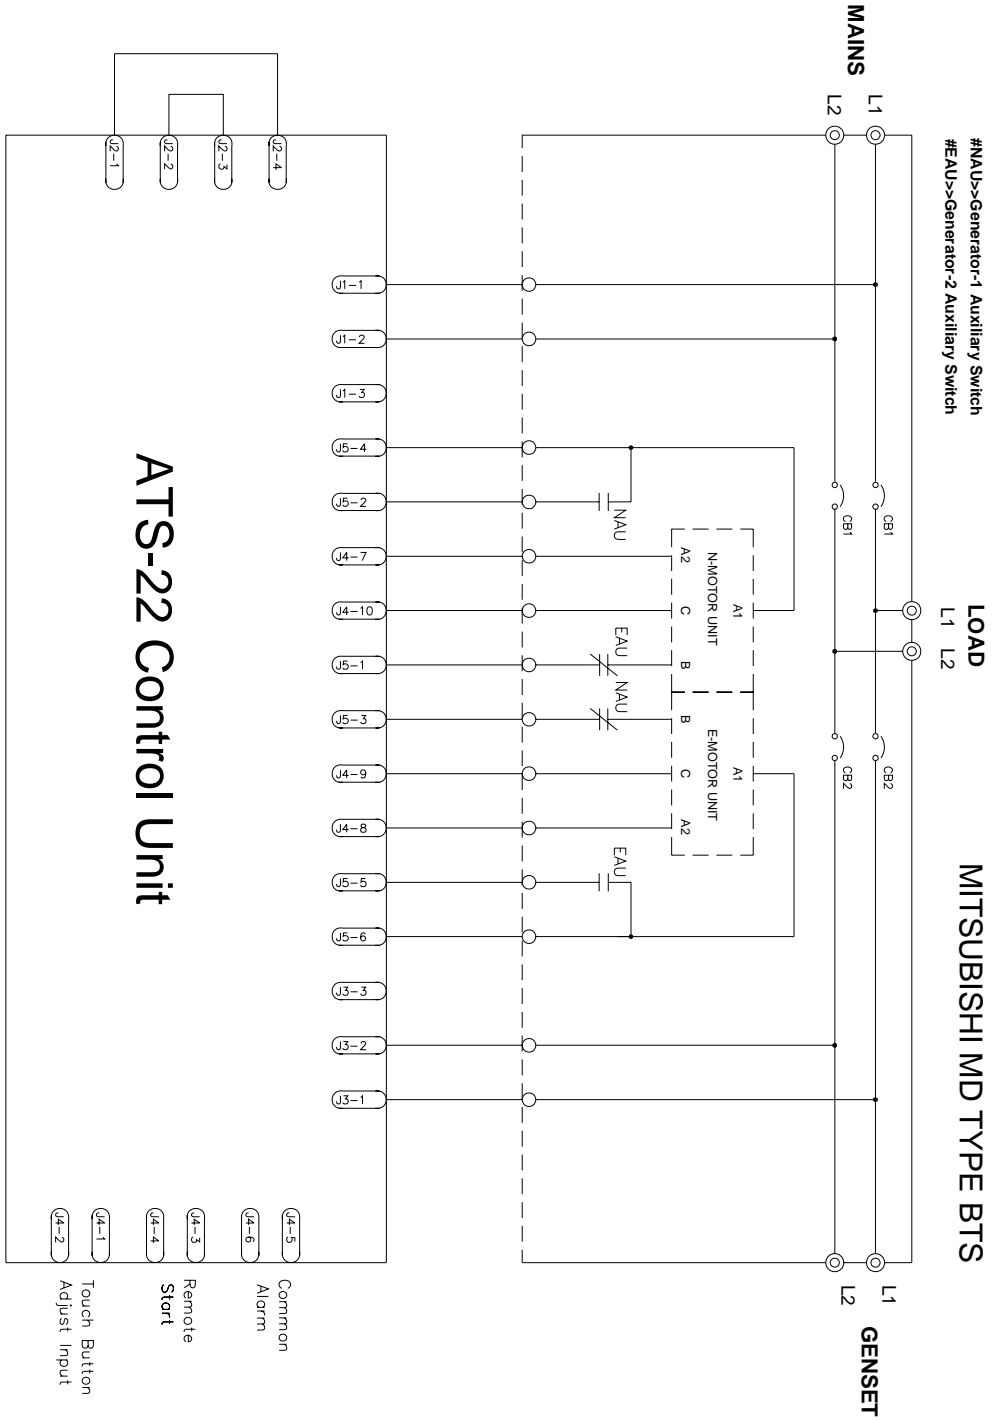 MITSUBISHI MD TYPE BTS
#NAU>>Generator-1 Auxiliary Switch
#EAU>>Generator-2 Auxiliary Switch
MAINS
L1
L2
LOAD
L1
L2
GENSET
L1
L2
CB1
CB1
CB2
CB2
N-MOTOR UNIT
A1
A2
C
B
E-MOTOR UNIT
A1
B
C
A2
NAU
EAU
NAU
EAU
J1-1
J1-2
J1-3
J5-4
J5-2
J4-7
J4-10
J5-1
J5-3
J4-9
J4-8
J5-5
J5-6
J3-3
J3-2
J3-1
J2-4
J2-3
J2-2
J2-1
ATS-22 Control Unit
J4-5
J4-6
Common
Alarm
J4-3
J4-4
Remote
Start
J4-1
J4-2
Touch Button
Adjust Input